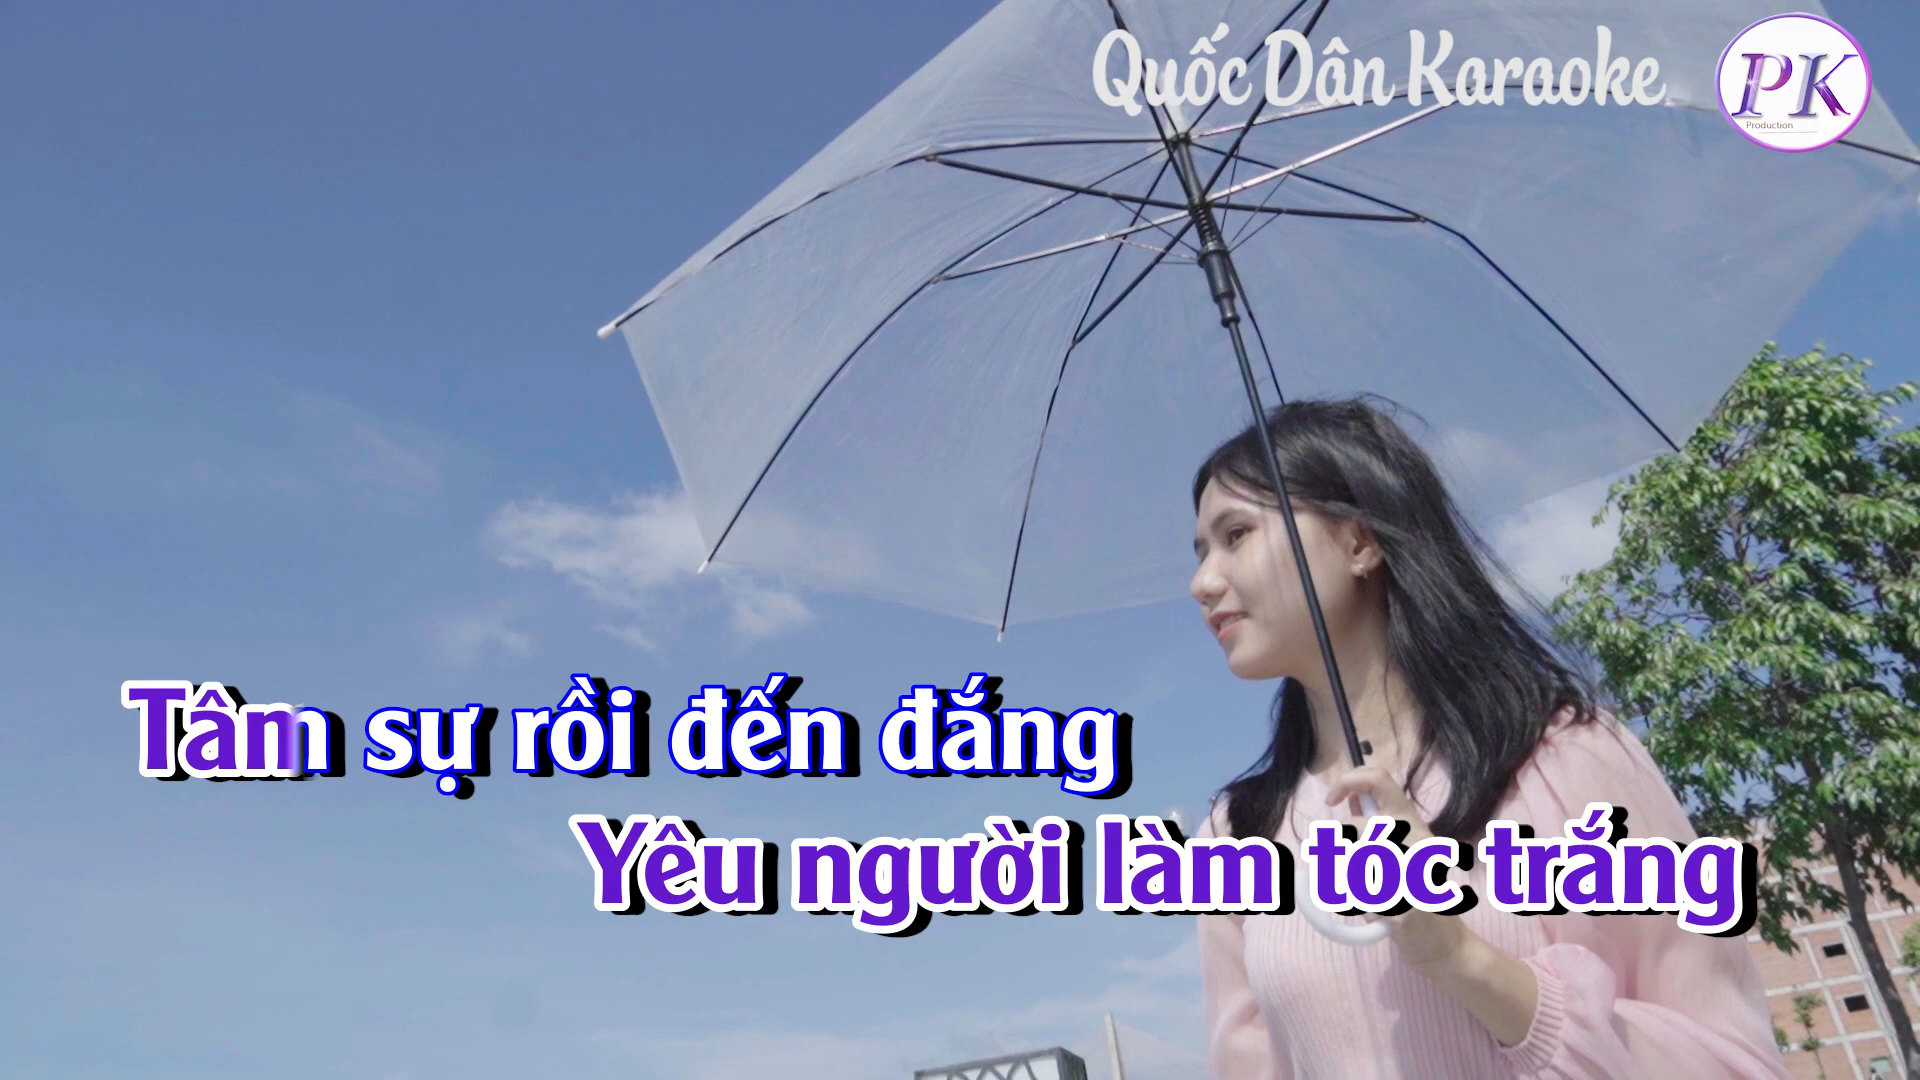 Quốc Dân Karaoke
PK
Production
Tâm sự rồi đến đắng
Yêu người làm tóc trắng